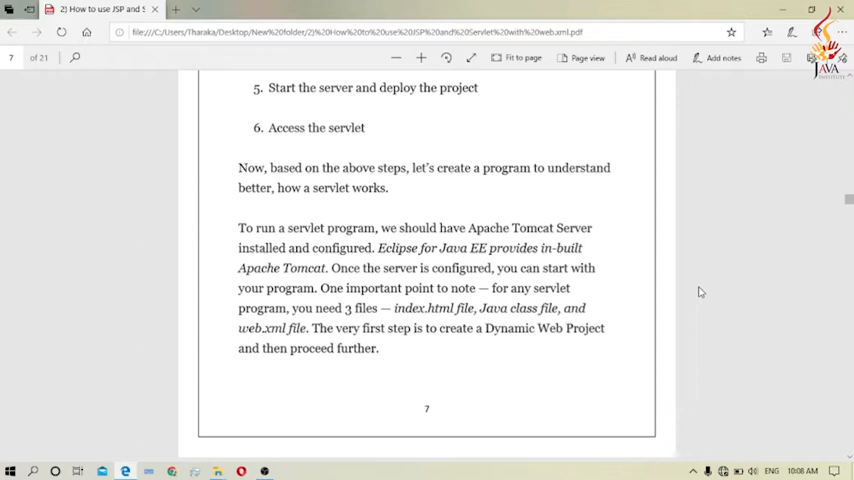 2) How to use JSP and S
file:///C:/Users/Tharaka/Desktop/New%20folder/2)%20How%20to%20use%20JSP%20and%20Servlet%20with%20web.xml.pdf
7 of 21
Fit to page
Page view
Read aloud
Add notes
JAVA
INSTITUTE
5. Start the server and deploy the project
6. Access the servlet
Now, based on the above steps, let's create a program to understand
better, how a servlet works.
To run a servlet program, we should have Apache Tomcat Server
installed and configured. Eclipse for Java EE provides in-built
Apache Tomcat. Once the server is configured, you can start with
your program. One important point to note — for any servlet
program, you need 3 files — index.html file, Java class file, and
web.xml file. The very first step is to create a Dynamic Web Project
and then proceed further.
7
ENG
10:08 AM